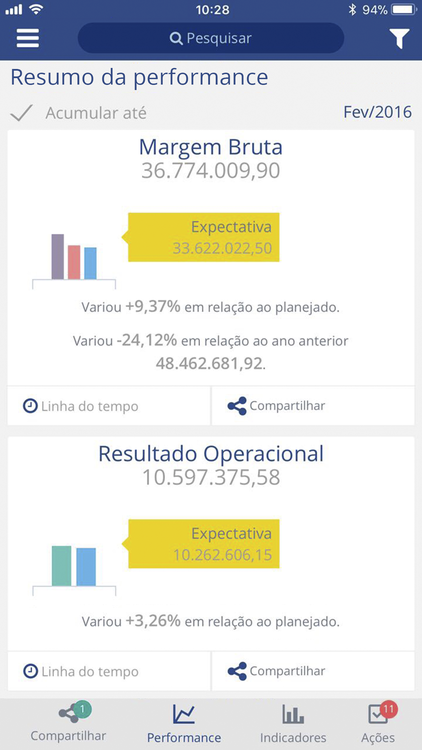 10:28
94%
Pesquisar
Resumo da performance
Acumular até
Fev/2016
Margem Bruta
36.774.009,90
Expectativa
33.622.022,50
Variou +9,37% em relação ao planejado.
Variou -24,12% em relação ao ano anterior
48.462.681,92.
Linha do tempo
Compartilhar
Resultado Operacional
10.597.375,58
Expectativa
10.262.606,15
Variou +3,26% em relação ao planejado.
Linha do tempo
Compartilhar
1
11
Compartilhar
Performance
Indicadores
Ações